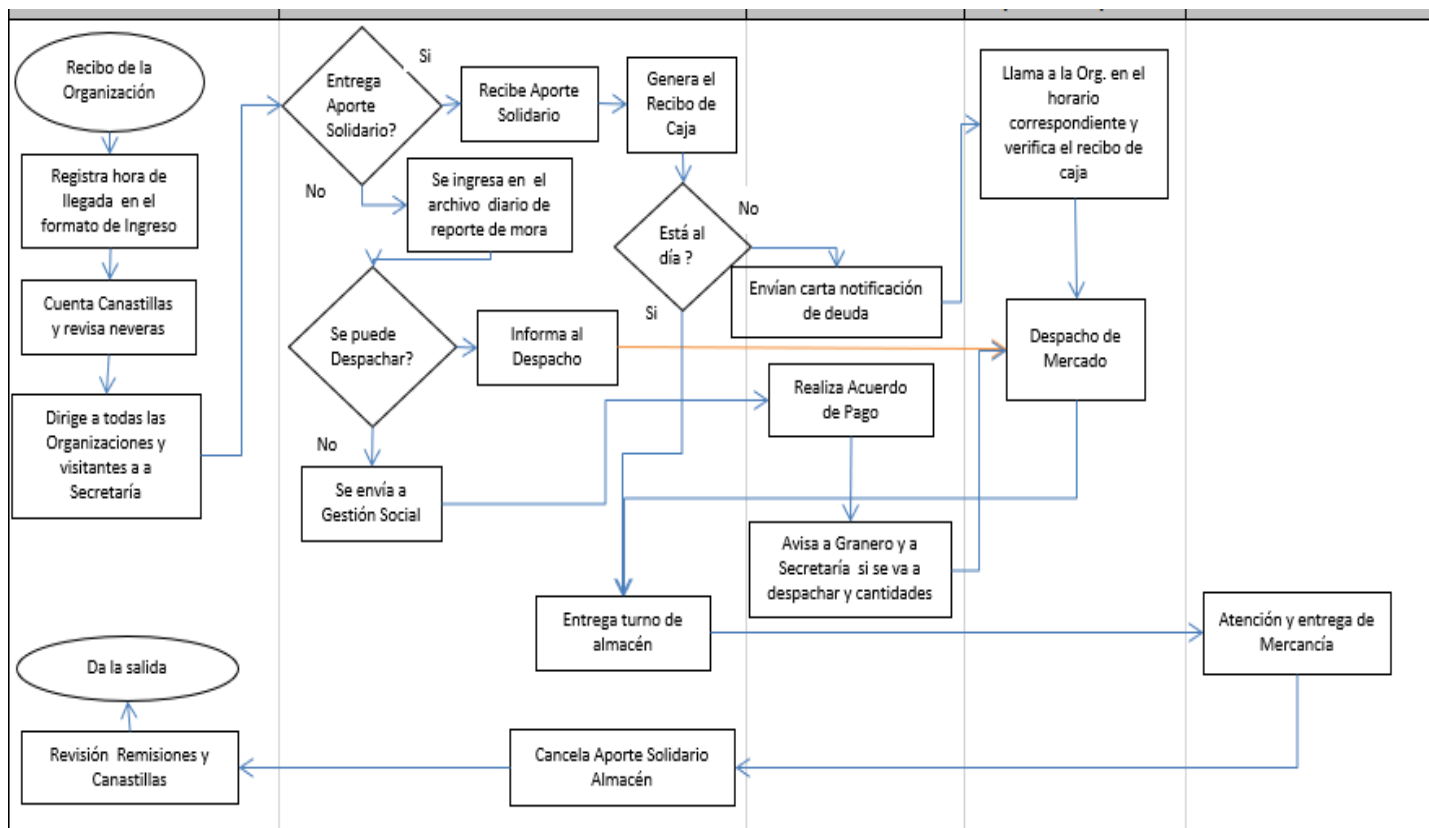 Recibo de la
Organización
Registra hora de
llegada en el
formato de Ingreso
Cuenta Canastillas
y revisa neveras
Dirige a todas las
Organizaciones y
visitantes a a
Secretaría
Entrega
Aporte
Solidario?
Si
Recibe Aporte
Solidario
Genera el
Recibo de
Caja
No
Se ingresa en el
archivo diario de
reporte de mora
Está al
día ?
No
Si
Envían carta notificación
de deuda
Llama a la Org. en el
horario
correspondiente y
verifica el recibo de
caja
Se puede
Despachar?
Informa al
Despacho
Despacho de
Mercado
No
Se envía a
Gestión Social
Realiza Acuerdo
de Pago
Avisa a Granero y a
Secretaría si se va a
despachar y cantidades
Entrega turno de
almacén
Atención y entrega de
Mercancía
Cancela Aporte Solidario
Almacén
Revisión Remisiones y
Canastillas
Da la salida